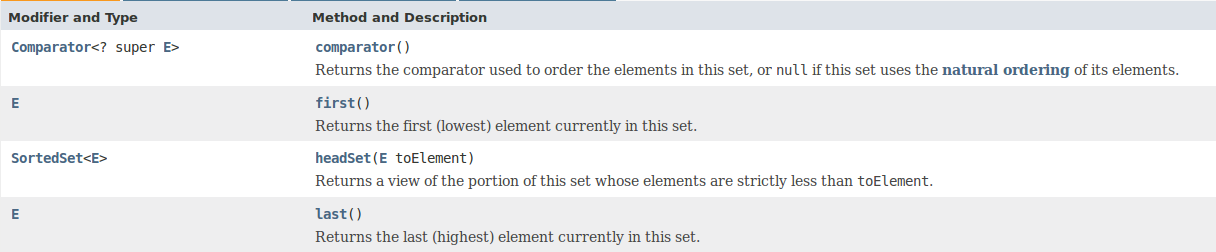 Modifier and Type Method and Description
Comparator<? super E> comparator()
Returns the comparator used to order the elements in this set, or null if this set uses the natural ordering of its elements.
E first()
Returns the first (lowest) element currently in this set.
SortedSet<E> headSet(E toElement)
Returns a view of the portion of this set whose elements are strictly less than toElement.
E last()
Returns the last (highest) element currently in this set.